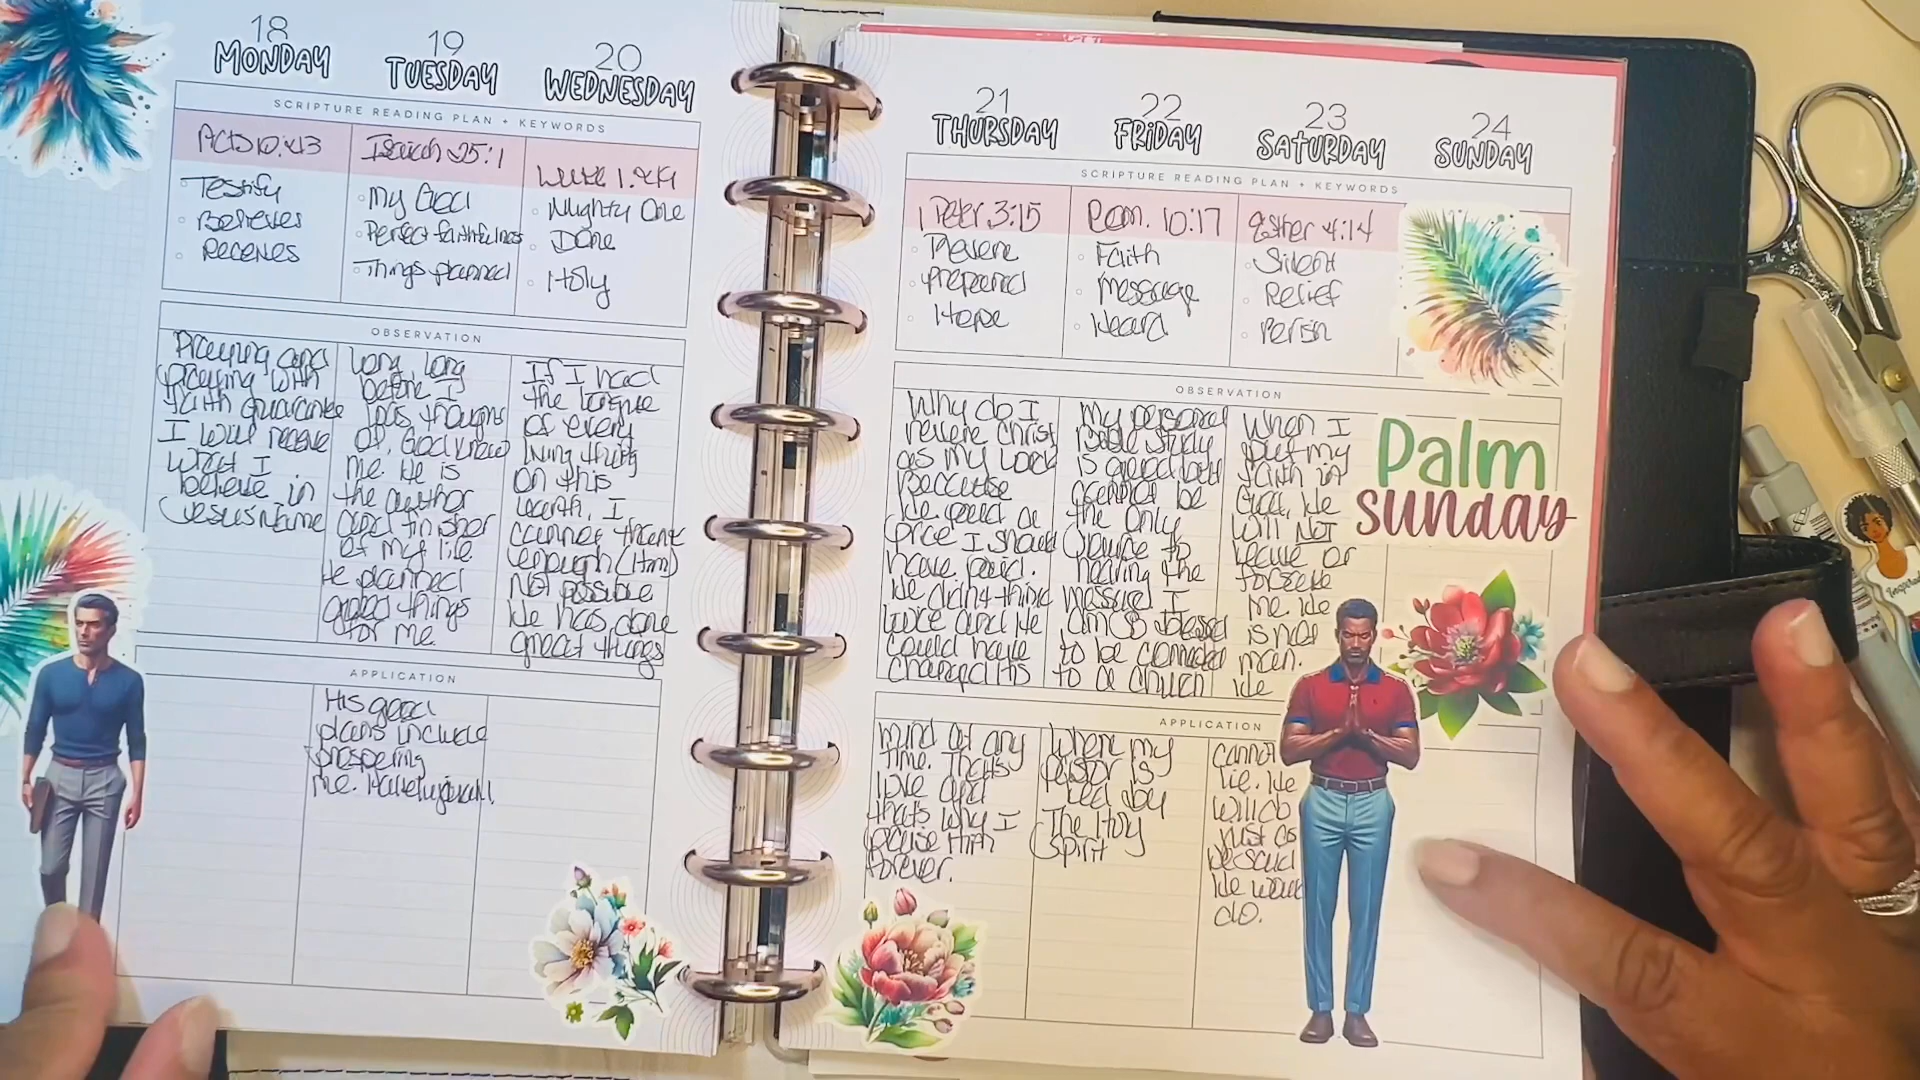 18
MONDAY
19
TUESDAY
20
WEDNESDAY
SCRIPTURE READING PLAN + KEYWORDS
Acts 10:43
Testify
Believes
Receives
Isaiah 25:1
My God
Perfect faithfulness
Things planned
Luke 1:49
Mighty One
Done
Holy
OBSERVATION
Praying and
praying with
faith guarantee
I will receive
what I
believe in
Jesus Name
Long, long
before I
was thought
of, God knew
me. He is
the author
and finisher
of my life
He planned
great things
for me.
If I had
the tongue
of every
living thing
on this
earth, I
cannot thank
enough (Him)
NOT possible
He has done
great things
APPLICATION
His good
plans include
prospering
me. Hallelujah!
21
THURSDAY
22
FRIDAY
23
SATURDAY
24
SUNDAY
SCRIPTURE READING PLAN + KEYWORDS
1 Peter 3:15
Revere
Prepared
Hope
Rom. 10:17
Faith
Message
Heard
Esther 4:14
Silent
Relief
Perish
OBSERVATION
Why do I
revere Christ
as my Lord
Because
He paid a
price I should
have paid.
He didn't think
twice and He
could have
changed His
My personal
Bible study
is good but
cannot be
the only
source to
hearing the
message I
am so blessed
to be connected
to a church
When I
put my
faith in
God, He
will NOT
leave or
forsake
me. He
is not
man.
He
Palm
Sunday
APPLICATION
mind at any
time. That's
love and
that's why I
praise Him
forever.
where my
pastor is
led by
The Holy
Spirit
cannot
lie. He
will do
just as
He said
He would
do.